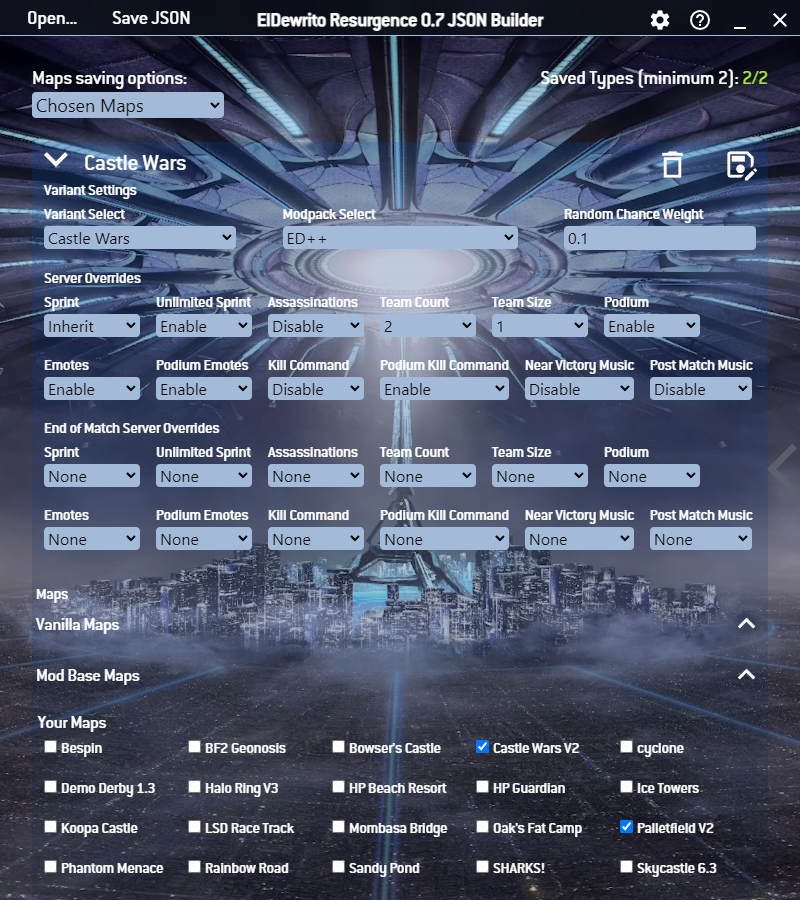 Open... Save JSON ElDewrito Resurgence 0.7 JSON Builder
Maps saving options: Saved Types (minimum 2): 2/2
Chosen Maps
Castle Wars
Variant Settings
Variant Select Modpack Select Random Chance Weight
Castle Wars ED++ 0.1
Server Overrides
Sprint Unlimited Sprint Assassinations Team Count Team Size Podium
Inherit Enable Disable 2 1 Enable
Emotes Podium Emotes Kill Command Podium Kill Command Near Victory Music Post Match Music
Enable Enable Disable Enable Disable Disable
End of Match Server Overrides
Sprint Unlimited Sprint Assassinations Team Count Team Size Podium
None None None None None None
Emotes Podium Emotes Kill Command Podium Kill Command Near Victory Music Post Match Music
None None None None None None
Maps
Vanilla Maps
Mod Base Maps
Your Maps
Bespin BF2 Geonosis Bowser's Castle Castle Wars V2 cyclone
Demo Derby 1.3 Halo Ring V3 HP Beach Resort HP Guardian Ice Towers
Koopa Castle LSD Race Track Mombasa Bridge Oak's Fat Camp Palletfield V2
Phantom Menace Rainbow Road Sandy Pond SHARKS! Skycastle 6.3